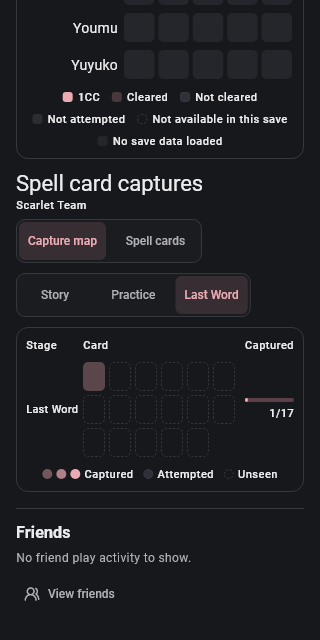 Youmu
Yuyuko
1CC Cleared Not cleared
Not attempted Not available in this save
No save data loaded
Spell card captures
Scarlet Team
Capture map Spell cards
Story Practice Last Word
Stage Card Captured
Last Word 1/17
Captured Attempted Unseen
Friends
No friend play activity to show.
View friends